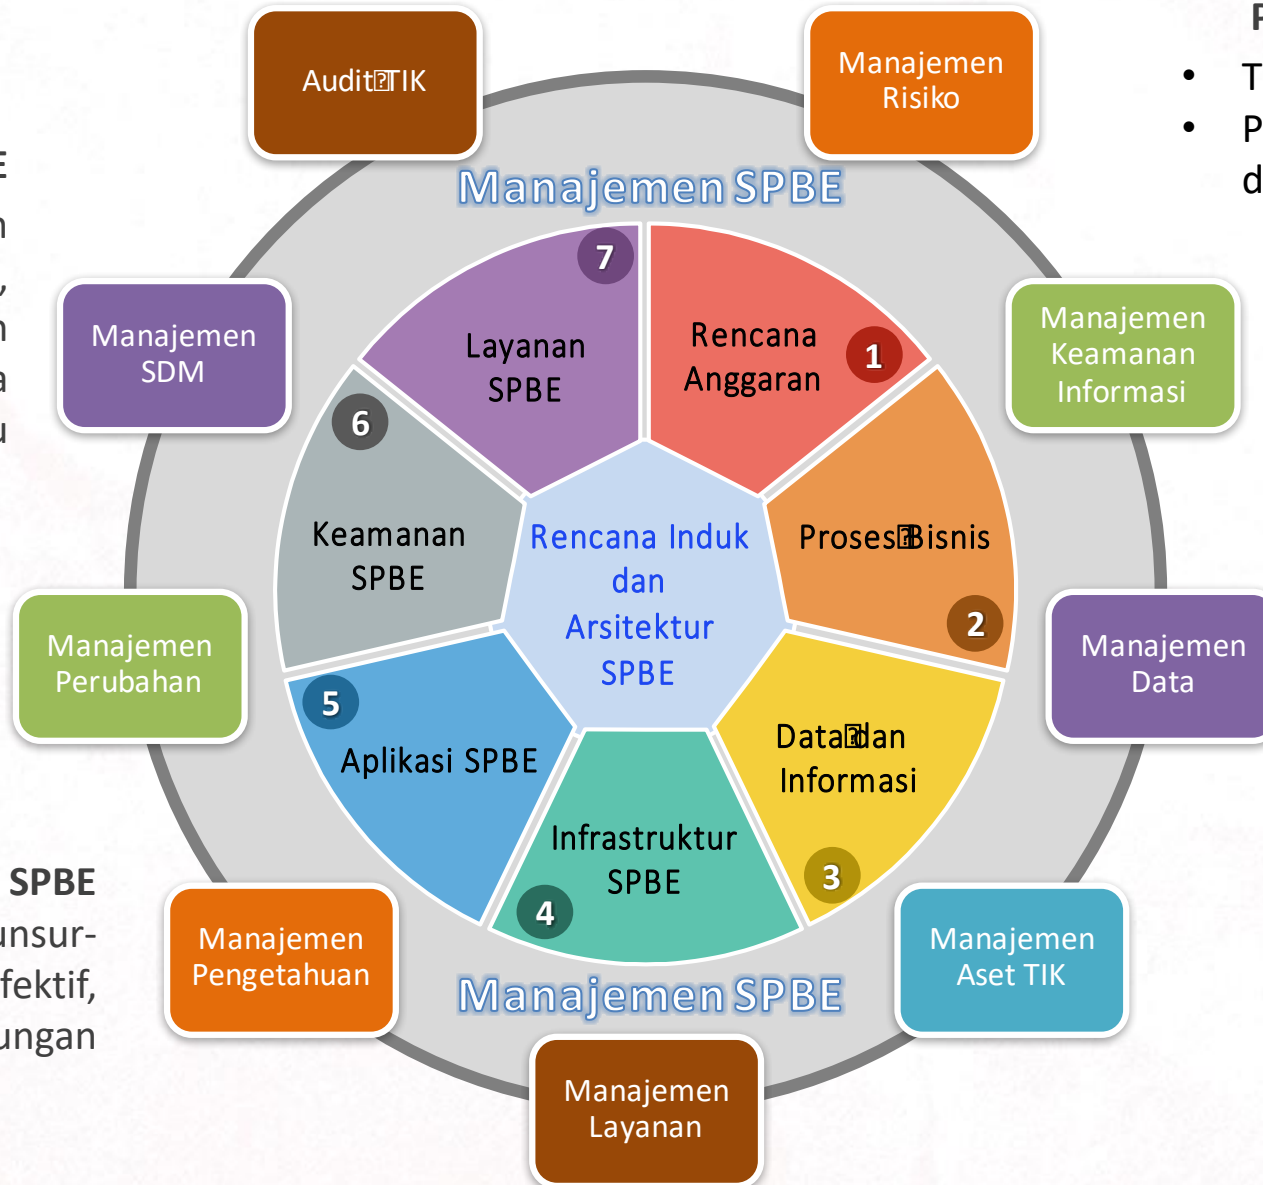 Audit TIK
Manajemen
Risiko
P
• T
• P
d
E
n
,
n
a
u
Manajemen SPBE
Manajemen
SDM
Manajemen
Keamanan
Informasi
7
Layanan
SPBE
Rencana
Anggaran
1
6
Keamanan
SPBE
Rencana Induk
dan
Arsitektur
SPBE
Proses Bisnis
2
Manajemen
Perubahan
Manajemen
Data
5
Aplikasi SPBE
Data dan
Informasi
3
Infrastruktur
SPBE
4
SPBE
unsur-
fektif,
ungan
Manajemen
Pengetahuan
Manajemen
Aset TIK
Manajemen SPBE
Manajemen
Layanan